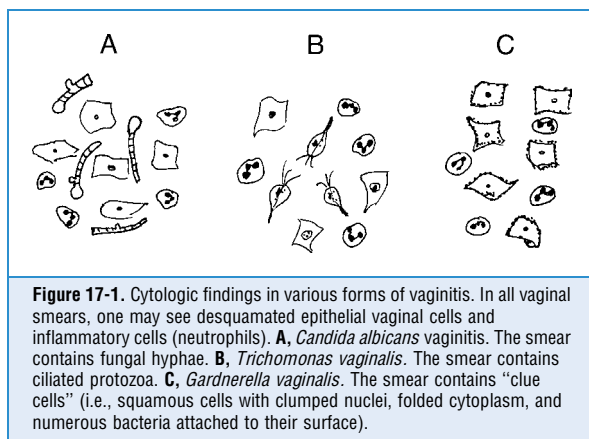 A B C
Figure 17-1. Cytologic findings in various forms of vaginitis. In all vaginal
smears, one may see desquamated epithelial vaginal cells and
inflammatory cells (neutrophils). A, Candida albicans vaginitis. The smear
contains fungal hyphae. B, Trichomonas vaginalis. The smear contains
ciliated protozoa. C, Gardnerella vaginalis. The smear contains “clue
cells” (i.e., squamous cells with clumped nuclei, folded cytoplasm, and
numerous bacteria attached to their surface).